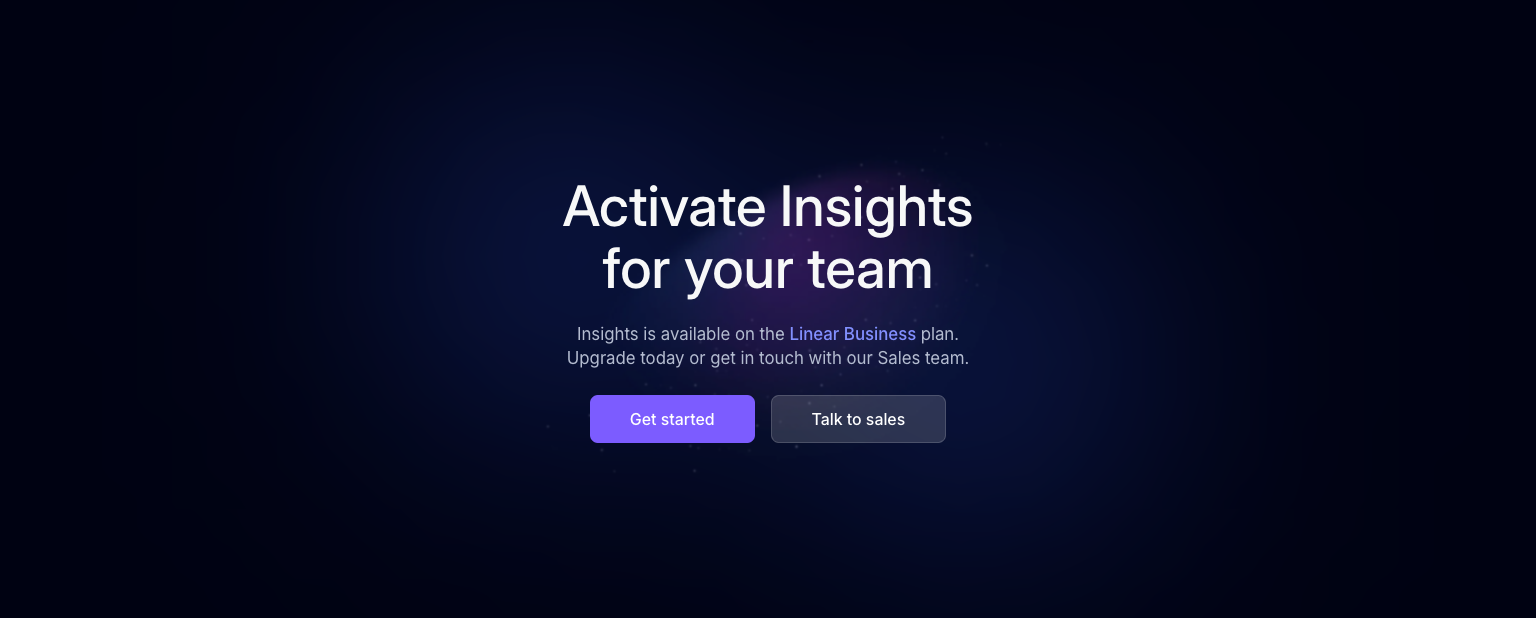 Activate Insights
for your team
Insights is available on the Linear Business plan.
Upgrade today or get in touch with our Sales team.
Get started
Talk to sales